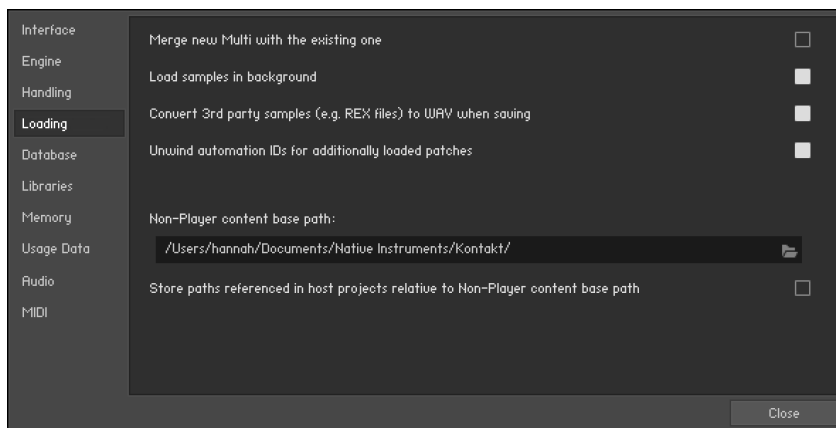 Interface
Engine
Handling
Loading
Database
Libraries
Memory
Usage Data
Audio
MIDI
Merge new Multi with the existing one
Load samples in background
Convert 3rd party samples (e.g. REX files) to WAV when saving
Unwind automation IDs for additionally loaded patches
Non-Player content base path:
/Users/hannah/Documents/Native Instruments/Kontakt/
Store paths referenced in host projects relative to Non-Player content base path
Close